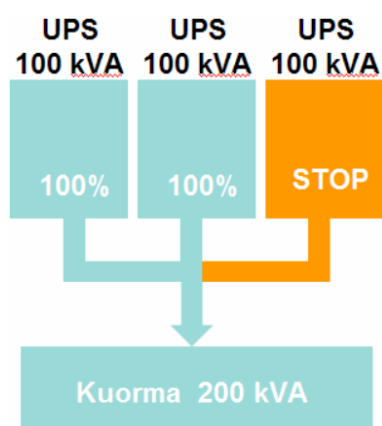 UPS UPS UPS
100 kVA 100 kVA 100 kVA
100% 100% STOP
Kuorma 200 kVA